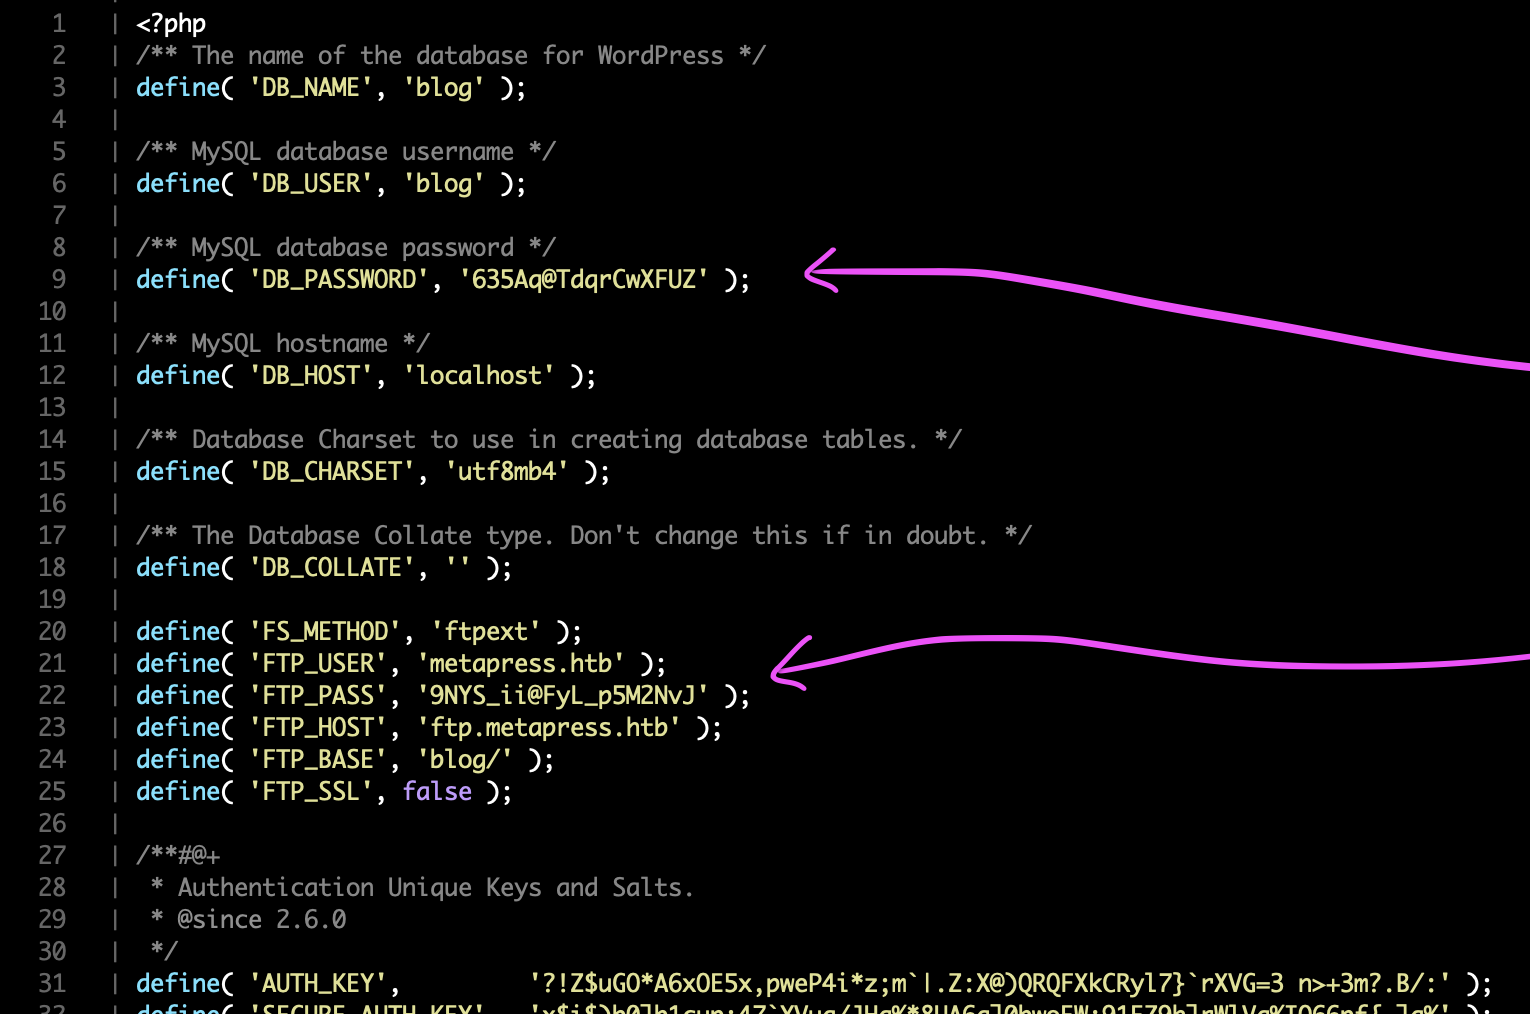 1 | <?php
2 | /** The name of the database for WordPress */
3 | define( 'DB_NAME', 'blog' );
4 |
5 | /** MySQL database username */
6 | define( 'DB_USER', 'blog' );
7 |
8 | /** MySQL database password */
9 | define( 'DB_PASSWORD', '635Aq@TdqrCwXFUZ' );
10 |
11 | /** MySQL hostname */
12 | define( 'DB_HOST', 'localhost' );
13 |
14 | /** Database Charset to use in creating database tables. */
15 | define( 'DB_CHARSET', 'utf8mb4' );
16 |
17 | /** The Database Collate type. Don't change this if in doubt. */
18 | define( 'DB_COLLATE', '' );
19 |
20 | define( 'FS_METHOD', 'ftpext' );
21 | define( 'FTP_USER', 'metapress.htb' );
22 | define( 'FTP_PASS', '9NYS_ii@FyL_p5M2NvJ' );
23 | define( 'FTP_HOST', 'ftp.metapress.htb' );
24 | define( 'FTP_BASE', 'blog/' );
25 | define( 'FTP_SSL', false );
26 |
27 | /**#@+
28 |  * Authentication Unique Keys and Salts.
29 |  * @since 2.6.0
30 |  */
31 | define( 'AUTH_KEY',         '?!Z$uGO*A6xOE5x,pweP4i*z;m`|.Z:X@)QRQFXkCRyl7}`rXVG=3 n>+3m?.B/:' );
32 | define( 'SECURE_AUTH_KEY',